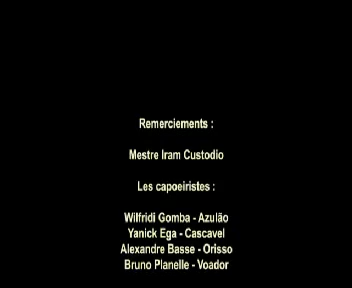 Remerciements :
Mestre Iram Custodio
Les capoeiristes :
Wilfridi Gomba - Azulão
Yanick Ega - Cascavel
Alexandre Basse - Orisso
Bruno Planelle - Voador